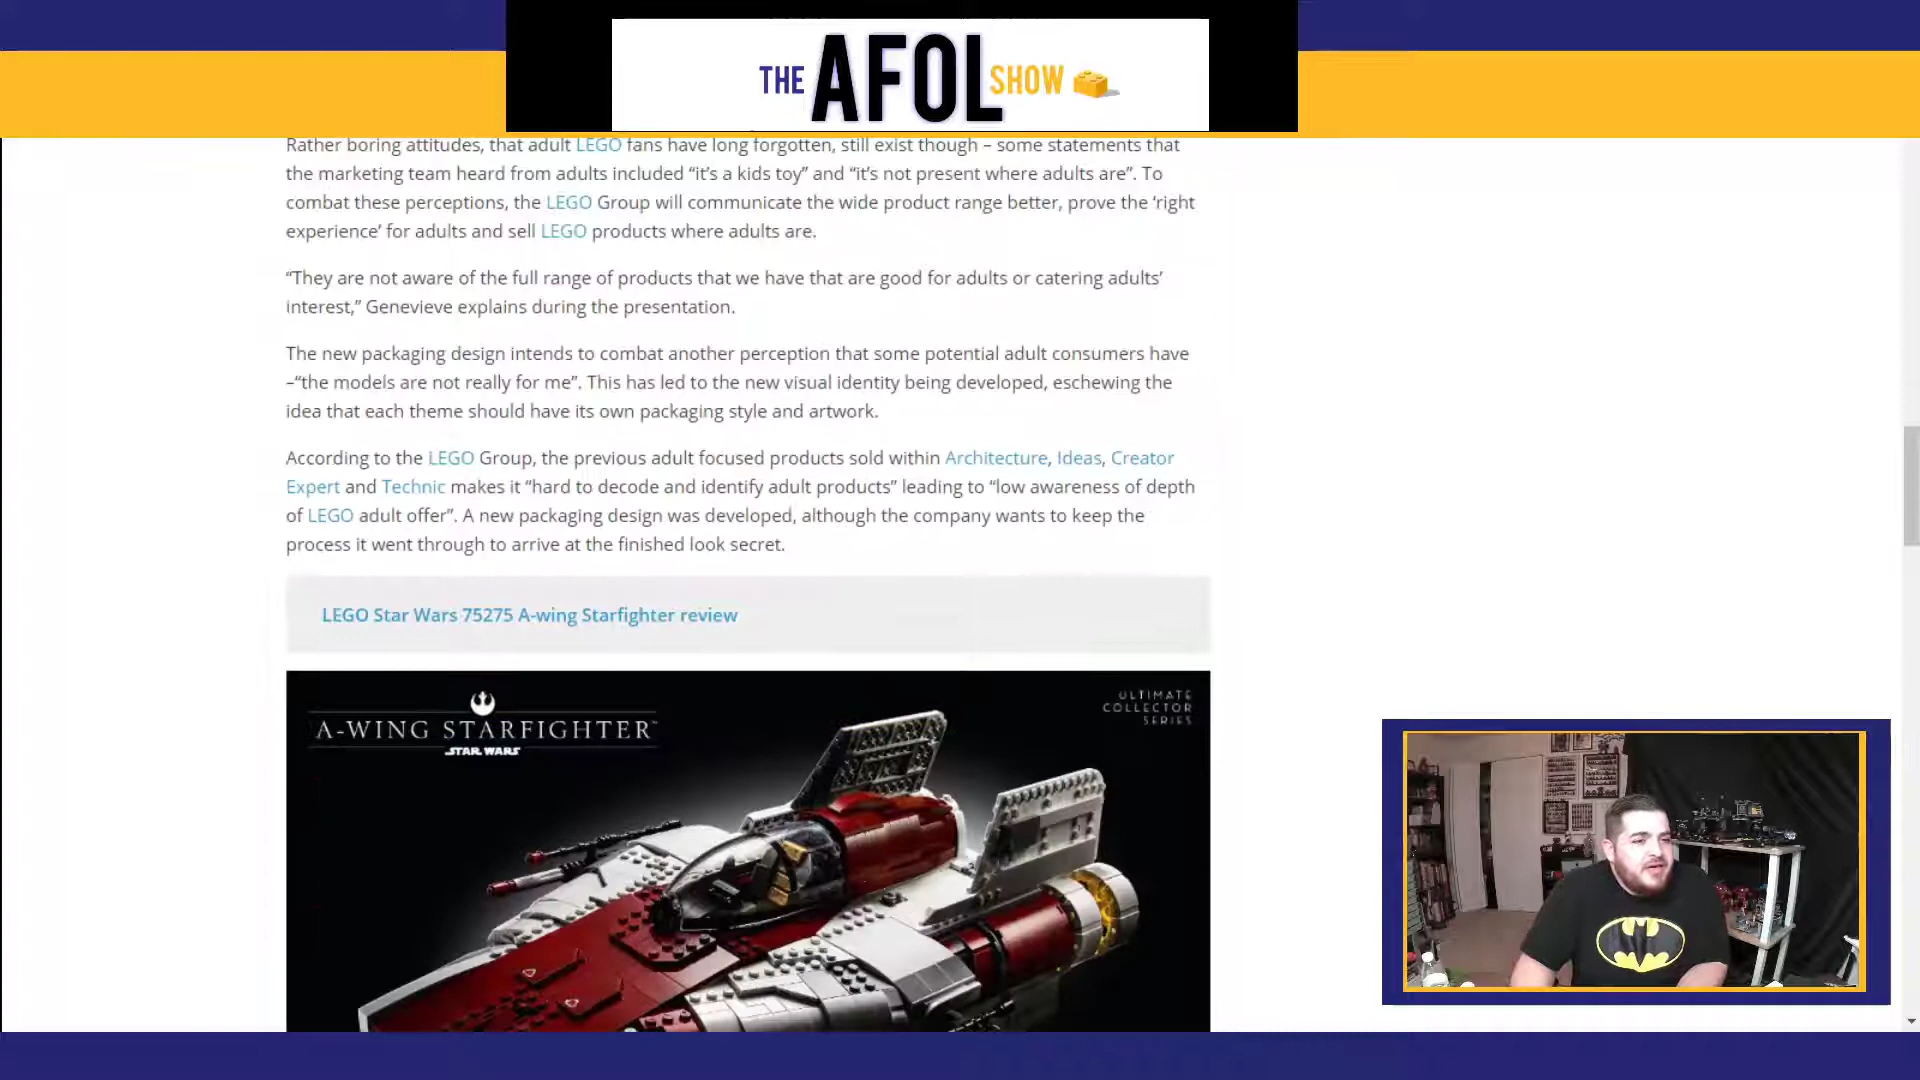 THE AFOL SHOW
Rather boring attitudes, that adult LEGO fans have long forgotten, still exist though – some statements that
the marketing team heard from adults included “it’s a kids toy” and “it’s not present where adults are”. To
combat these perceptions, the LEGO Group will communicate the wide product range better, prove the ‘right
experience’ for adults and sell LEGO products where adults are.
“They are not aware of the full range of products that we have that are good for adults or catering adults’
interest,” Genevieve explains during the presentation.
The new packaging design intends to combat another perception that some potential adult consumers have
–“the models are not really for me”. This has led to the new visual identity being developed, eschewing the
idea that each theme should have its own packaging style and artwork.
According to the LEGO Group, the previous adult focused products sold within Architecture, Ideas, Creator
Expert and Technic makes it “hard to decode and identify adult products” leading to “low awareness of depth
of LEGO adult offer”. A new packaging design was developed, although the company wants to keep the
process it went through to arrive at the finished look secret.
LEGO Star Wars 75275 A-wing Starfighter review
A-WING STARFIGHTER™
STAR WARS
ULTIMATE
COLLECTOR
SERIES